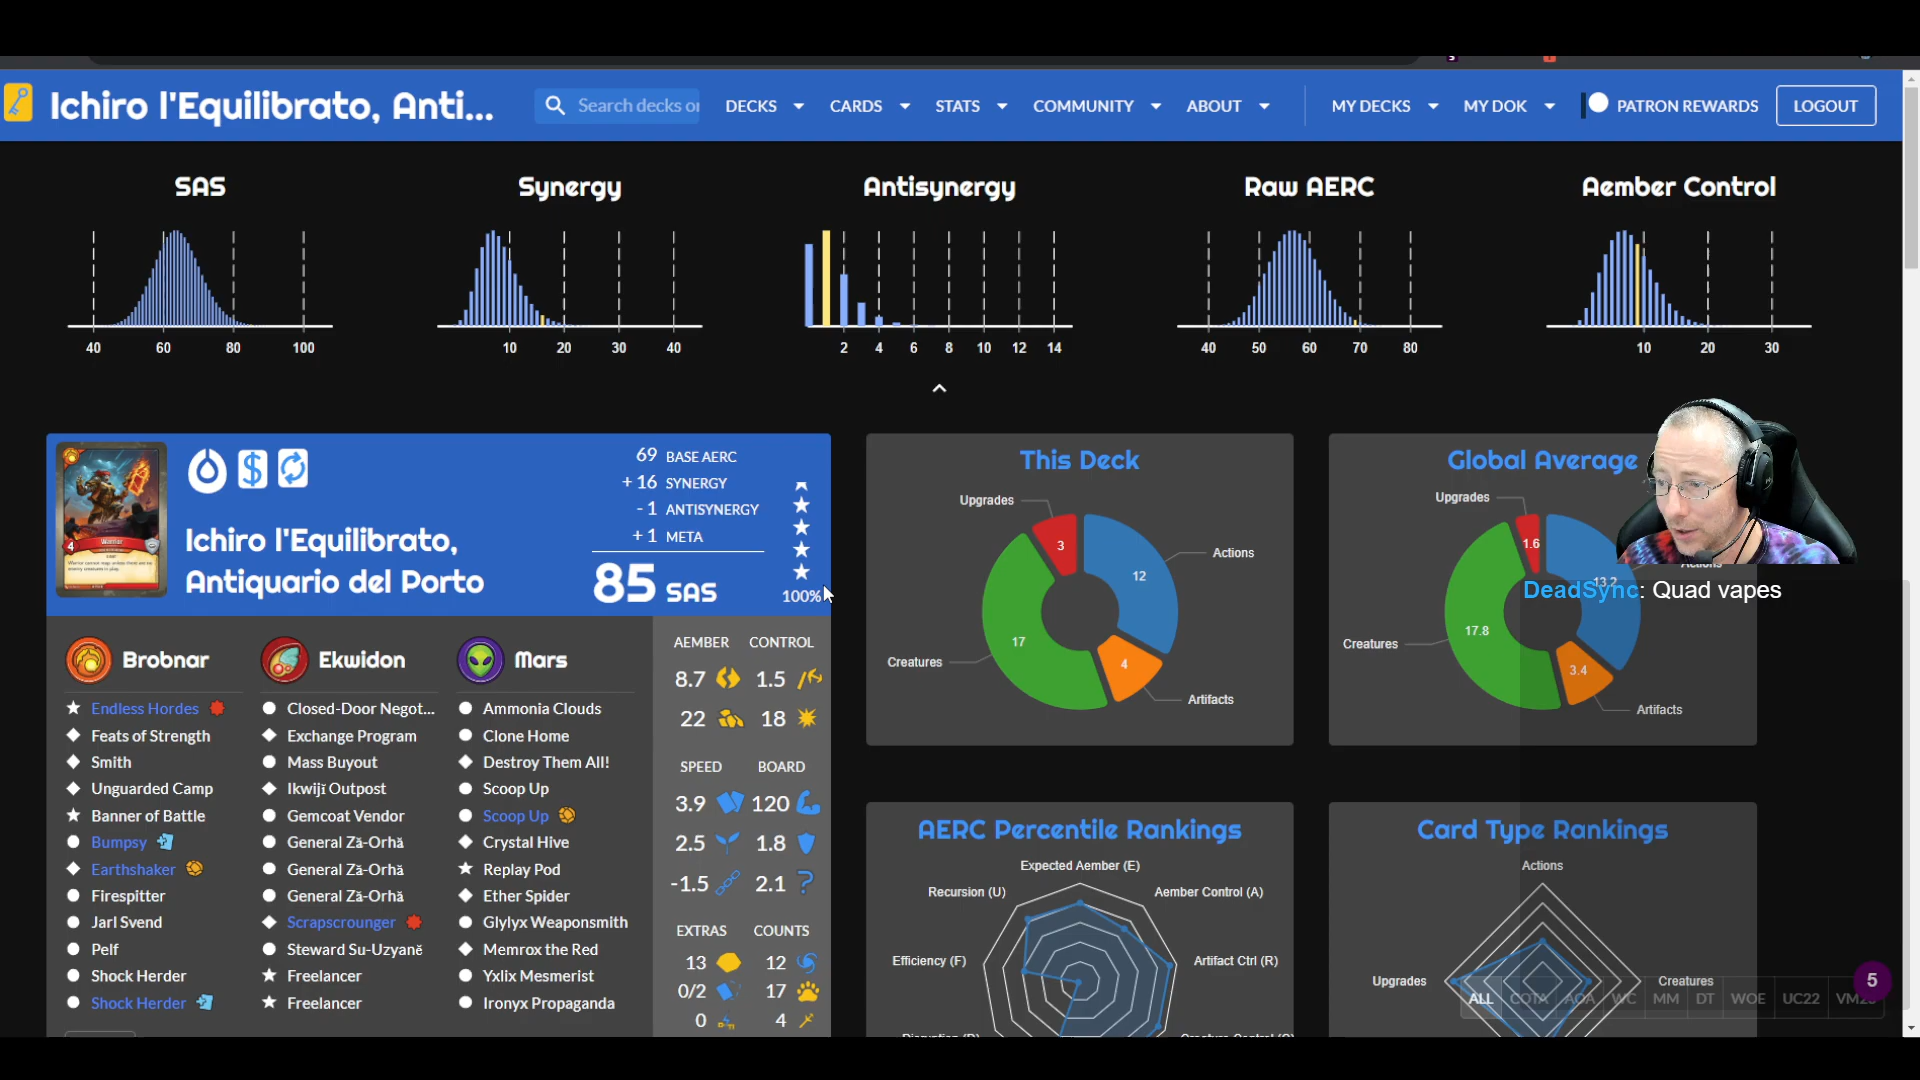 Ichiro l'Equilibrato, Anti...
Search decks or
DECKS
CARDS
STATS
COMMUNITY
ABOUT
MY DECKS
MY DOK
PATRON REWARDS
LOGOUT
SAS
40 60 80 100
Synergy
10 20 30 40
Antisynergy
2 4 6 8 10 12 14
Raw AERC
40 50 60 70 80
Aember Control
10 20 30
Ichiro l'Equilibrato,
Antiquario del Porto
69 BASE AERC
+ 16 SYNERGY
- 1 ANTISYNERGY
+ 1 META
85 SAS
100%
Warrior
4
Brobnar
Endless Hordes
Feats of Strength
Smith
Unguarded Camp
Banner of Battle
Bumpsy
Earthshaker
Firespitter
Jarl Svend
Pelf
Shock Herder
Shock Herder
Ekwidon
Closed-Door Negot...
Exchange Program
Mass Buyout
Ikwijĭ Outpost
Gemcoat Vendor
General Ză-Orhă
General Ză-Orhă
General Ză-Orhă
Scrapscrounger
Steward Su-Uzyanĕ
Freelancer
Freelancer
Mars
Ammonia Clouds
Clone Home
Destroy Them All!
Scoop Up
Scoop Up
Crystal Hive
Replay Pod
Ether Spider
Glylyx Weaponsmith
Memrox the Red
Yxlix Mesmerist
Ironyx Propaganda
AEMBER CONTROL
8.7 1.5
22 18
SPEED BOARD
3.9 120
2.5 1.8
-1.5 2.1
EXTRAS COUNTS
13 12
0/2 17
0 4
This Deck
Upgrades
3
Actions
12
17
Creatures
4
Artifacts
Global Average
Upgrades
1.6
13.2
17.8
Creatures
3.4
Artifacts
DeadSync: Quad vapes
AERC Percentile Rankings
Expected Aember (E)
Recursion (U)
Aember Control (A)
Efficiency (F)
Artifact Ctrl (R)
Card Type Rankings
Actions
Upgrades
Creatures
5
ALL COTA AOA WC MM DT WOE UC22